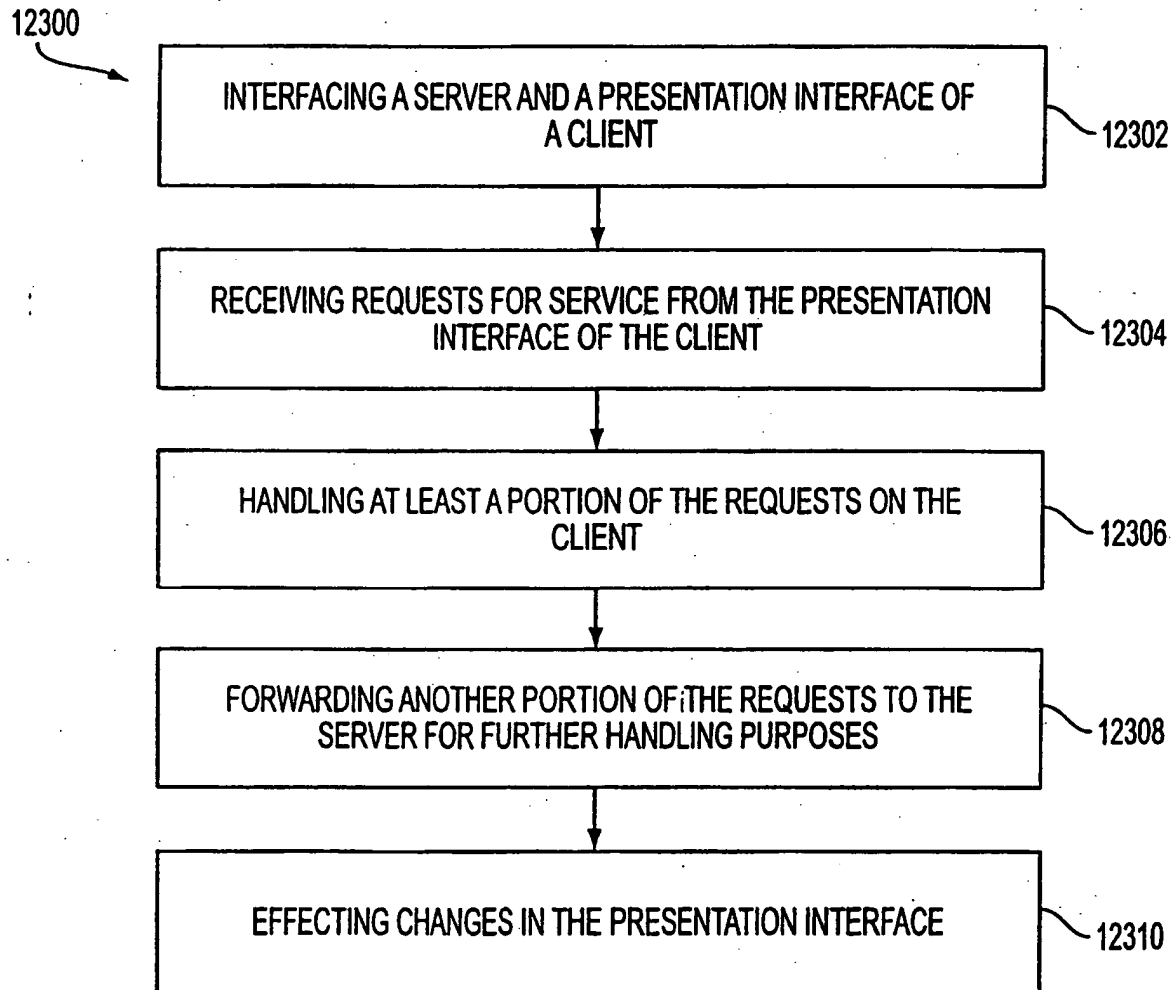 12300
INTERFACING A SERVER AND A PRESENTATION INTERFACE OF
A CLIENT
12302
RECEIVING REQUESTS FOR SERVICE FROM THE PRESENTATION
INTERFACE OF THE CLIENT
12304
HANDLING AT LEAST A PORTION OF THE REQUESTS ON THE
CLIENT
12306
FORWARDING ANOTHER PORTION OF THE REQUESTS TO THE
SERVER FOR FURTHER HANDLING PURPOSES
12308
EFFECTING CHANGES IN THE PRESENTATION INTERFACE
12310